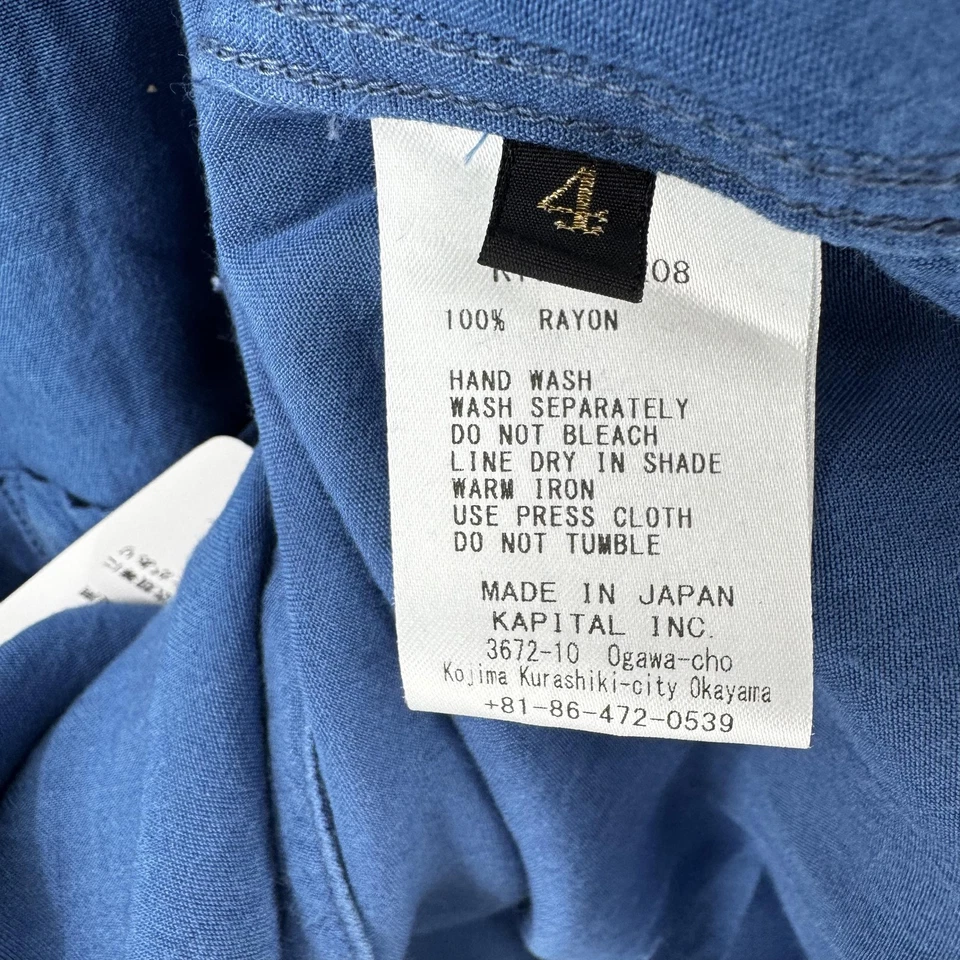 4
100% RAYON
HAND WASH
WASH SEPARATELY
DO NOT BLEACH
LINE DRY IN SHADE
WARM IRON
USE PRESS CLOTH
DO NOT TUMBLE
MADE IN JAPAN
KAPITAL INC.
3672-10 Ogawa-cho
Kojima Kurashiki-city Okayama
+81-86-472-0539